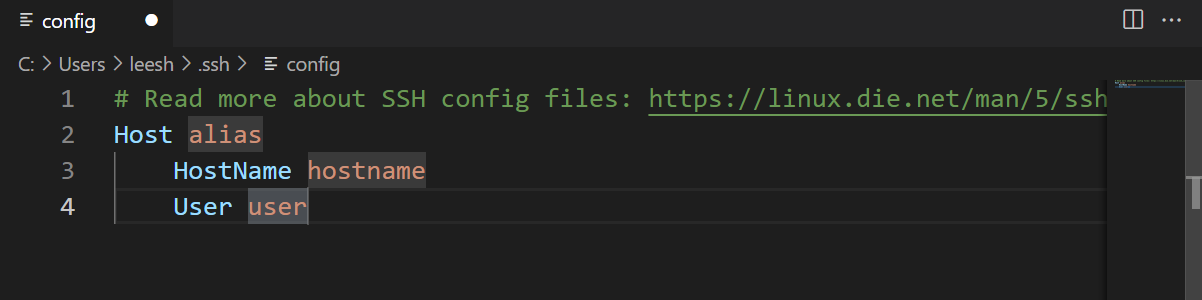 config
C: > Users > leesh > .ssh > config
1 # Read more about SSH config files: https://linux.die.net/man/5/ssh
2 Host alias
3 HostName hostname
4 User user